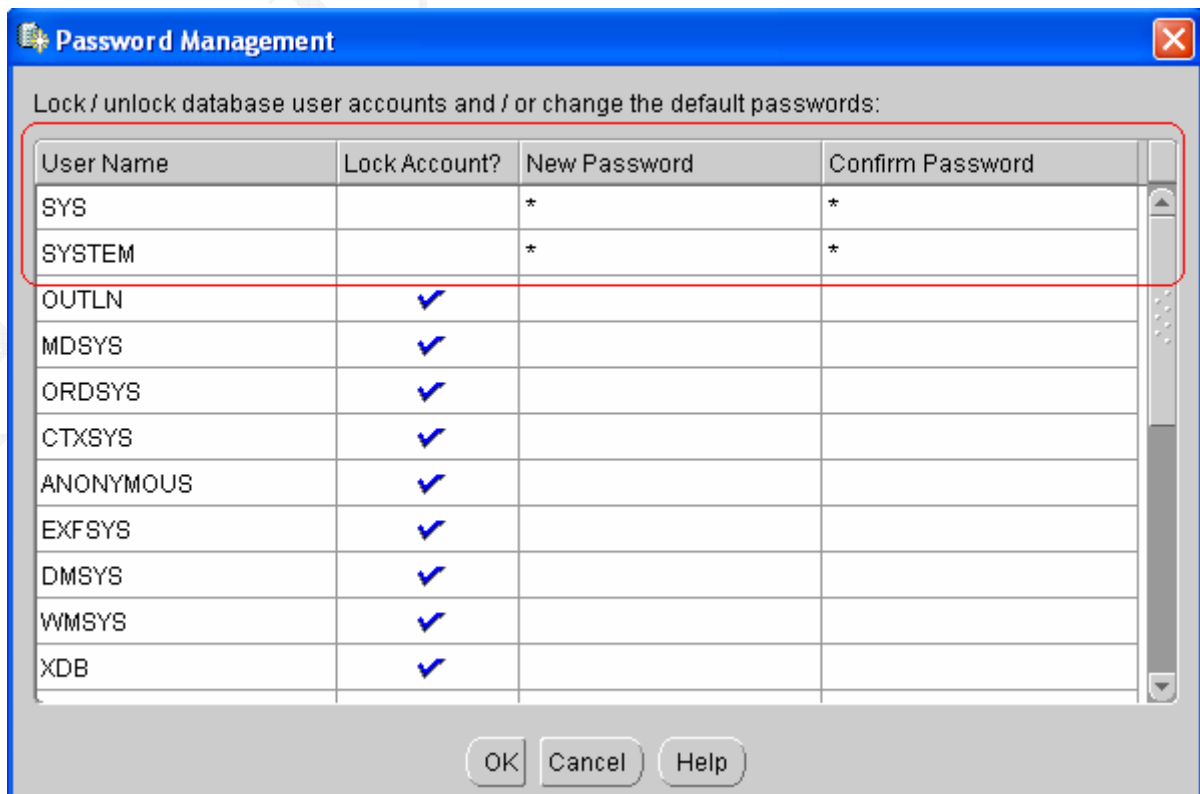 Password Management
Lock / unlock database user accounts and / or change the default passwords:
User Name Lock Account? New Password Confirm Password
SYS * *
SYSTEM * *
OUTLN
MDSYS
ORDSYS
CTXSYS
ANONYMOUS
EXFSYS
DMSYS
WMSYS
XDB
OK Cancel Help